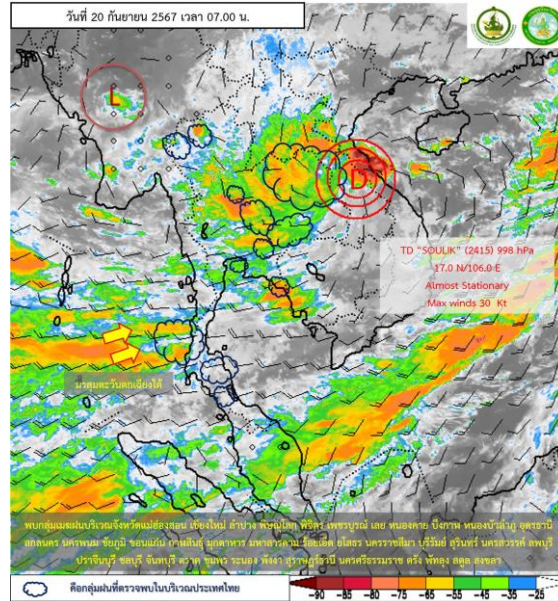 วันที่ 20 กันยายน 2567 เวลา 07.00 น.
L
D
TD "SOULIK" (2415) 998 hPa
17.0 N/106.0 E
Almost Stationary
Max winds 30 Kt
มรสุมตะวันตกเฉียงใต้
พบกลุ่มเมฆฝนบริเวณจังหวัดแม่ฮ่องสอน เชียงใหม่ ลำปาง พิษณุโลก พิจิตร เพชรบูรณ์ เลย หนองคาย บึงกาฬ หนองบัวลำภู อุดรธานี
สกลนคร นครพนม ชัยภูมิ ขอนแก่น กาฬสินธุ์ มุกดาหาร มหาสารคาม ร้อยเอ็ด ยโสธร นครราชสีมา บุรีรัมย์ สุรินทร์ นครสวรรค์ ลพบุรี
ปราจีนบุรี ชลบุรี จันทบุรี ตราด ชุมพร ระนอง พังงา สุราษฎร์ธานี นครศรีธรรมราช ตรัง พัทลุง สตูล สงขลา
คือกลุ่มฝนที่ตรวจพบในบริเวณประเทศไทย
-90 -85 -80 -75 -65 -55 -45 -35 -25